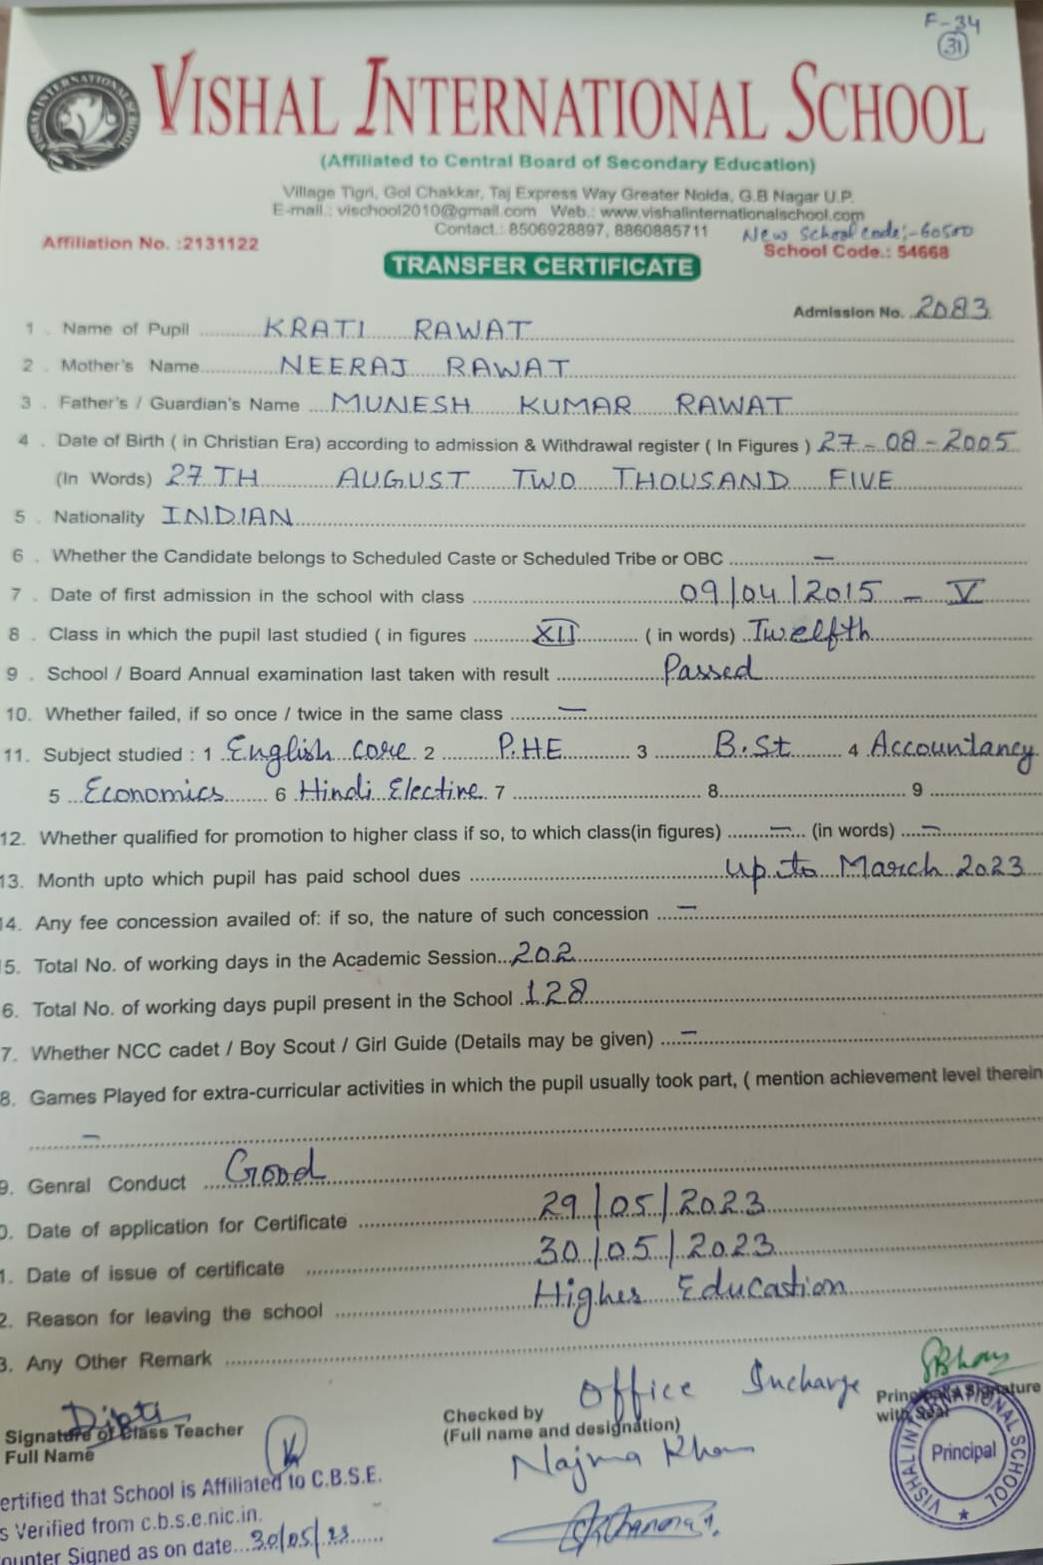 F-34
31
VISHAL INTERNATIONAL SCHOOL
(Affiliated to Central Board of Secondary Education)
Village Tigri, Gol Chakkar, Taj Express Way Greater Noida, G.B Nagar U.P.
E-mail.: vischool2010@gmail.com Web.: www.vishalinternationalschool.com
Contact.: 8506928897, 8860885711 New School code:-60500
Affiliation No. :2131122 School Code.: 54668
TRANSFER CERTIFICATE
Admission No. 2083
1 . Name of Pupil KRATI RAWAT
2 . Mother's Name NEERAJ RAWAT
3 . Father's / Guardian's Name MUNESH KUMAR RAWAT
4 . Date of Birth ( in Christian Era) according to admission & Withdrawal register ( In Figures ) 27-08-2005
(In Words) 27TH AUGUST TWO THOUSAND FIVE
5 . Nationality INDIAN
6 . Whether the Candidate belongs to Scheduled Caste or Scheduled Tribe or OBC —
7 . Date of first admission in the school with class 09/04/2015 - V
8 . Class in which the pupil last studied ( in figures XII ( in words) Twelfth
9 . School / Board Annual examination last taken with result Passed
10. Whether failed, if so once / twice in the same class —
11. Subject studied : 1 English core 2 P.HE 3 B.St 4 Accountancy
5 Economics 6 Hindi Elective 7 8 9
12. Whether qualified for promotion to higher class if so, to which class(in figures) — (in words) —
13. Month upto which pupil has paid school dues up to March 2023
14. Any fee concession availed of: if so, the nature of such concession —
15. Total No. of working days in the Academic Session 202
6. Total No. of working days pupil present in the School 128
7. Whether NCC cadet / Boy Scout / Girl Guide (Details may be given) —
8. Games Played for extra-curricular activities in which the pupil usually took part, ( mention achievement level therein
—
9. Genral Conduct Good
0. Date of application for Certificate 29/05/2023
1. Date of issue of certificate 30/05/2023
2. Reason for leaving the school Higher Education
3. Any Other Remark
Office Incharge
Dipti
Signature of Class Teacher
Full Name
Checked by
(Full name and designation)
Najma Khan
Principal's Signature
with Seal
VISHAL INTERNATIONAL SCHOOL
Principal
ertified that School is Affiliated to C.B.S.E.
s Verified from c.b.s.e.nic.in.
ounter Signed as on date...30/05/23